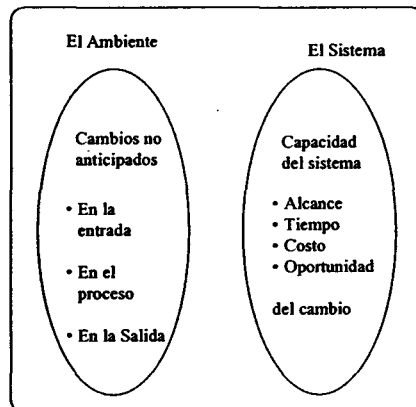 El Ambiente
Cambios no
anticipados
• En la
entrada
• En el
proceso
• En la Salida
El Sistema
Capacidad
del sistema
• Alcance
• Tiempo
• Costo
• Oportunidad
del cambio